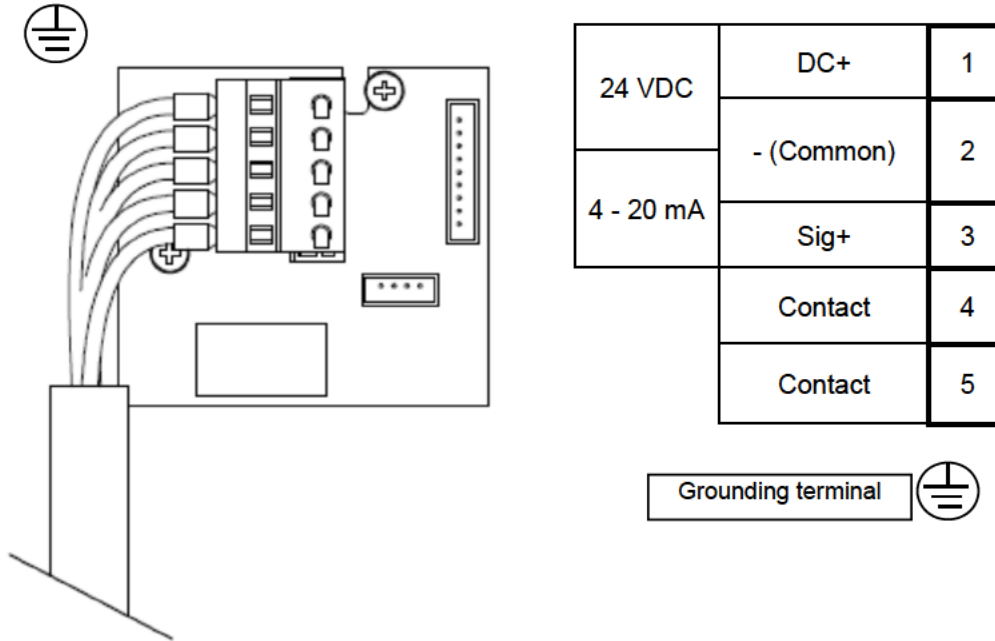 24 VDC
DC+
1
- (Common)
2
4 - 20 mA
Sig+
3
Contact
4
Contact
5
Grounding terminal